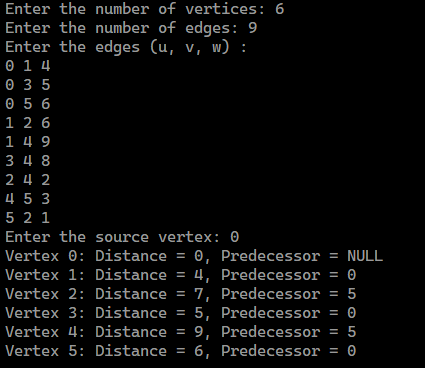 Enter the number of vertices: 6
Enter the number of edges: 9
Enter the edges (u, v, w) :
0 1 4
0 3 5
0 5 6
1 2 6
1 4 9
3 4 8
2 4 2
4 5 3
5 2 1
Enter the source vertex: 0
Vertex 0: Distance = 0, Predecessor = NULL
Vertex 1: Distance = 4, Predecessor = 0
Vertex 2: Distance = 7, Predecessor = 5
Vertex 3: Distance = 5, Predecessor = 0
Vertex 4: Distance = 9, Predecessor = 5
Vertex 5: Distance = 6, Predecessor = 0